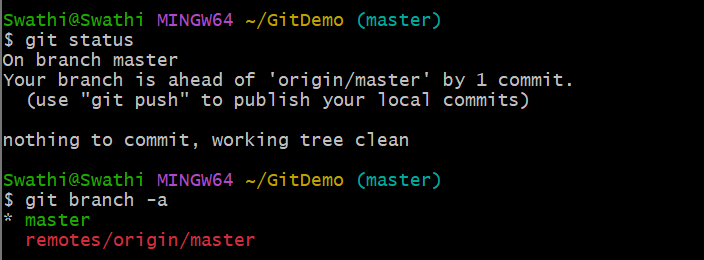 Swathi@Swathi MINGW64 ~/GitDemo (master)
$ git status
On branch master
Your branch is ahead of 'origin/master' by 1 commit.
  (use "git push" to publish your local commits)

nothing to commit, working tree clean

Swathi@Swathi MINGW64 ~/GitDemo (master)
$ git branch -a
* master
  remotes/origin/master